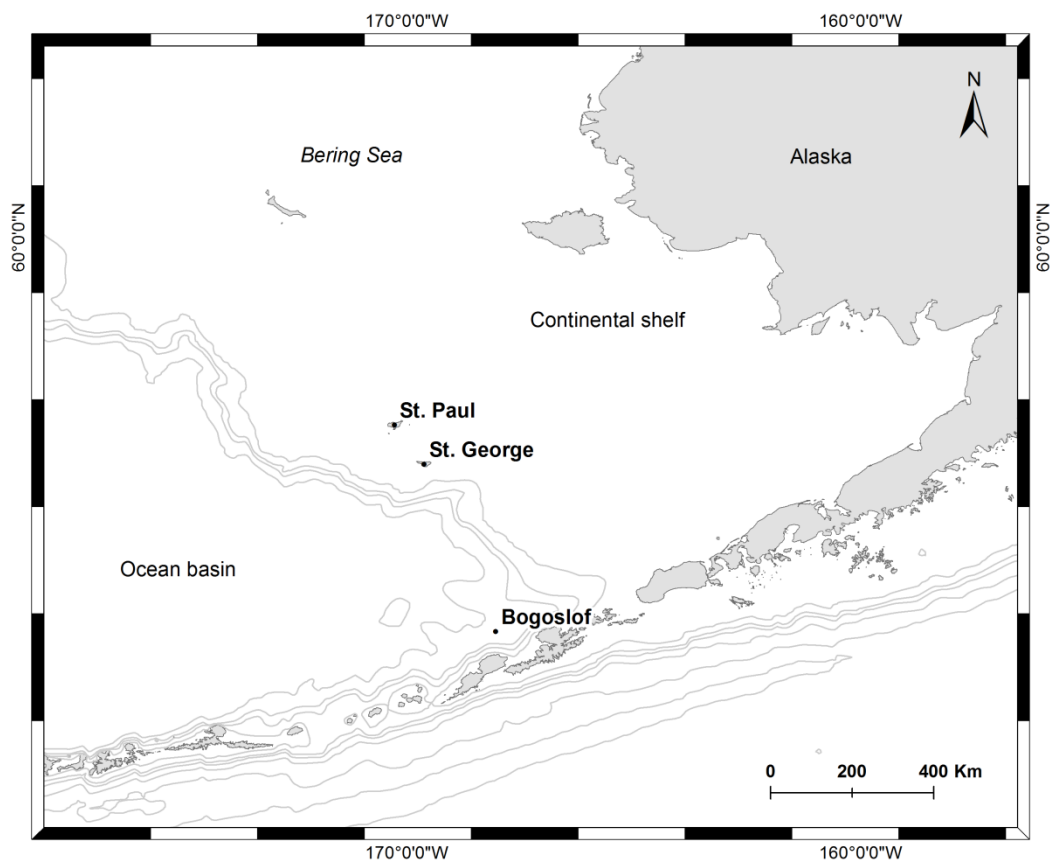 170°0'0"W 160°0'0"W
N
Bering Sea
Alaska
60°0'0"N
60°0'0"N
Continental shelf
St. Paul
St. George
Ocean basin
Bogoslof
0 200 400 Km
170°0'0"W 160°0'0"W